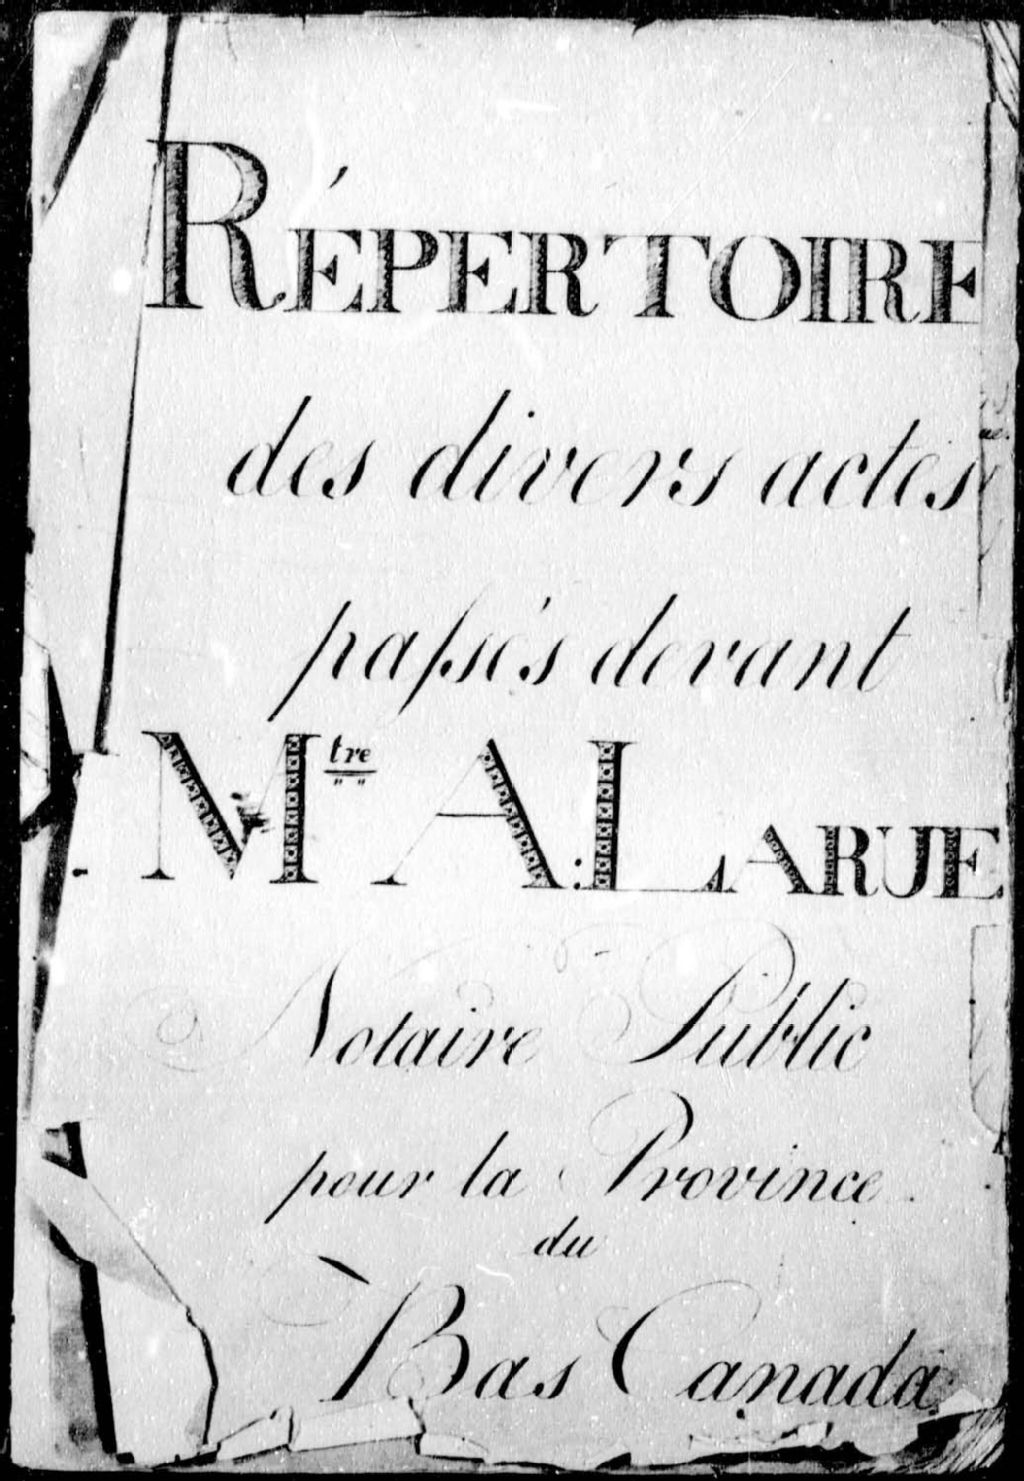 RÉPERTOIRE
des divers actes
paſsés devant
Mtre A: LARUE
Notaire Public
pour la Province
du
Bas Canada